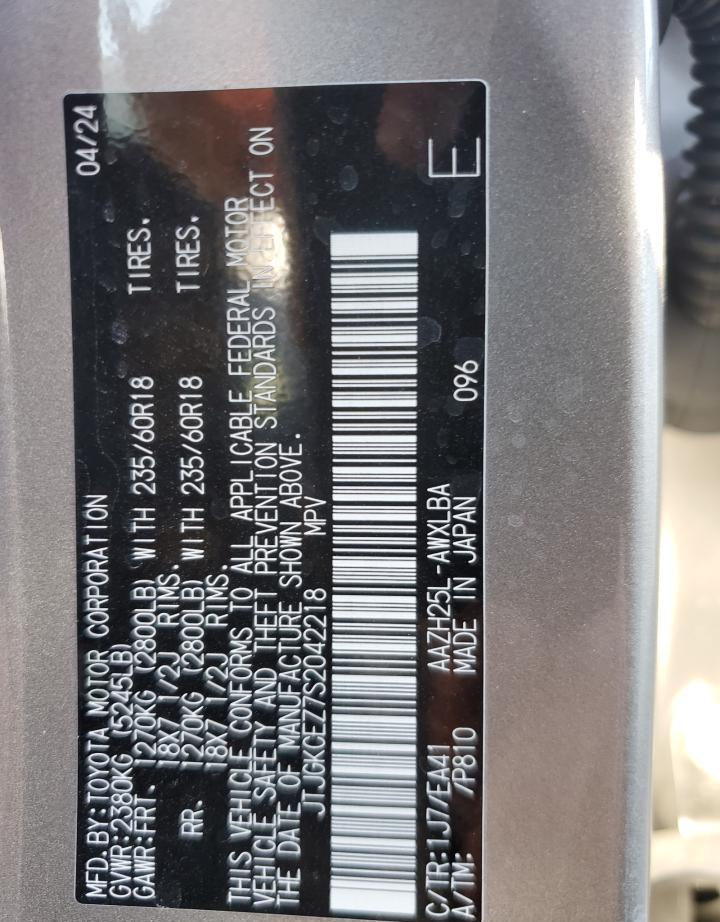 MFD.BY:TOYOTA MOTOR CORPORATION 04/24
GVWR:2380KG (5245LB)
GAWR:FRT. 1270KG (2800LB) WITH 235/60R18 TIRES.
18X7 1/2J RIMS.
RR. 1270KG (2800LB) WITH 235/60R18 TIRES.
18X7 1/2J RIMS.
THIS VEHICLE CONFORMS TO ALL APPLICABLE FEDERAL MOTOR
VEHICLE SAFETY AND THEFT PREVENTION STANDARDS IN EFFECT ON
THE DATE OF MANUFACTURE SHOWN ABOVE.
JTJGKCEZ7S2042218 MPV
C/TR:1J7/EA41 AAZH25L-AWXLBA
A/TM: /P810 MADE IN JAPAN 096 E